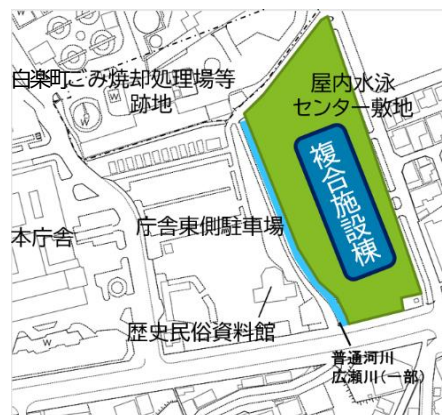 白楽町ごみ焼却処理場等
跡地
屋内水泳
センター敷地
複合施設棟
本庁舎
庁舎東側駐車場
歴史民俗資料館
普通河川
広瀬川(一部)
W
W
W